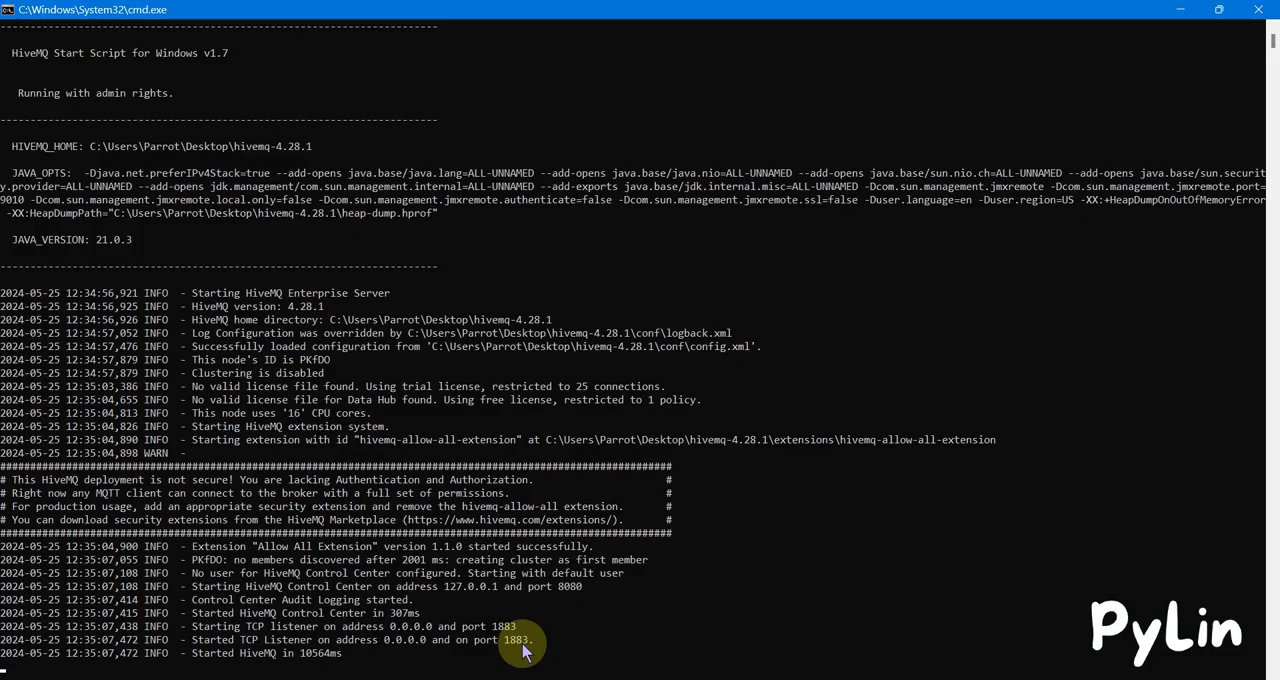 C:\Windows\System32\cmd.exe
------------------------------------------------------------------------
HiveMQ Start Script for Windows v1.7
Running with admin rights.
------------------------------------------------------------------------
HIVEMQ_HOME: C:\Users\Parrot\Desktop\hivemq-4.28.1
JAVA_OPTS: -Djava.net.preferIPv4Stack=true --add-opens java.base/java.lang=ALL-UNNAMED --add-opens java.base/java.nio=ALL-UNNAMED --add-opens java.base/sun.nio.ch=ALL-UNNAMED --add-opens java.base/sun.securit
y.provider=ALL-UNNAMED --add-opens jdk.management/com.sun.management.internal=ALL-UNNAMED --add-exports java.base/jdk.internal.misc=ALL-UNNAMED -Dcom.sun.management.jmxremote -Dcom.sun.management.jmxremote.port=
9010 -Dcom.sun.management.jmxremote.local.only=false -Dcom.sun.management.jmxremote.authenticate=false -Dcom.sun.management.jmxremote.ssl=false -Duser.language=en -Duser.region=US -XX:+HeapDumpOnOutOfMemoryError
-XX:HeapDumpPath="C:\Users\Parrot\Desktop\hivemq-4.28.1\heap-dump.hprof"
JAVA_VERSION: 21.0.3
------------------------------------------------------------------------
2024-05-25 12:34:56,921 INFO - Starting HiveMQ Enterprise Server
2024-05-25 12:34:56,925 INFO - HiveMQ version: 4.28.1
2024-05-25 12:34:56,926 INFO - HiveMQ home directory: C:\Users\Parrot\Desktop\hivemq-4.28.1
2024-05-25 12:34:57,052 INFO - Log Configuration was overridden by C:\Users\Parrot\Desktop\hivemq-4.28.1\conf\logback.xml
2024-05-25 12:34:57,476 INFO - Successfully loaded configuration from 'C:\Users\Parrot\Desktop\hivemq-4.28.1\conf\config.xml'.
2024-05-25 12:34:57,879 INFO - This node's ID is PKfDO
2024-05-25 12:34:57,879 INFO - Clustering is disabled
2024-05-25 12:35:03,386 INFO - No valid license file found. Using trial license, restricted to 25 connections.
2024-05-25 12:35:04,655 INFO - No valid license file for Data Hub found. Using free license, restricted to 1 policy.
2024-05-25 12:35:04,813 INFO - This node uses '16' CPU cores.
2024-05-25 12:35:04,826 INFO - Starting HiveMQ extension system.
2024-05-25 12:35:04,890 INFO - Starting extension with id "hivemq-allow-all-extension" at C:\Users\Parrot\Desktop\hivemq-4.28.1\extensions\hivemq-allow-all-extension
2024-05-25 12:35:04,898 WARN -
################################################################################################################
# This HiveMQ deployment is not secure! You are lacking Authentication and Authorization. #
# Right now any MQTT client can connect to the broker with a full set of permissions. #
# For production usage, add an appropriate security extension and remove the hivemq-allow-all extension. #
# You can download security extensions from the HiveMQ Marketplace (https://www.hivemq.com/extensions/). #
################################################################################################################
2024-05-25 12:35:04,900 INFO - Extension "Allow All Extension" version 1.1.0 started successfully.
2024-05-25 12:35:07,055 INFO - PKfDO: no members discovered after 2001 ms: creating cluster as first member
2024-05-25 12:35:07,108 INFO - No user for HiveMQ Control Center configured. Starting with default user
2024-05-25 12:35:07,108 INFO - Starting HiveMQ Control Center on address 127.0.0.1 and port 8080
2024-05-25 12:35:07,414 INFO - Control Center Audit Logging started.
2024-05-25 12:35:07,415 INFO - Started HiveMQ Control Center in 307ms
2024-05-25 12:35:07,438 INFO - Starting TCP listener on address 0.0.0.0 and port 1883
2024-05-25 12:35:07,472 INFO - Started TCP Listener on address 0.0.0.0 and on port 1883.
2024-05-25 12:35:07,472 INFO - Started HiveMQ in 10564ms
PyLin